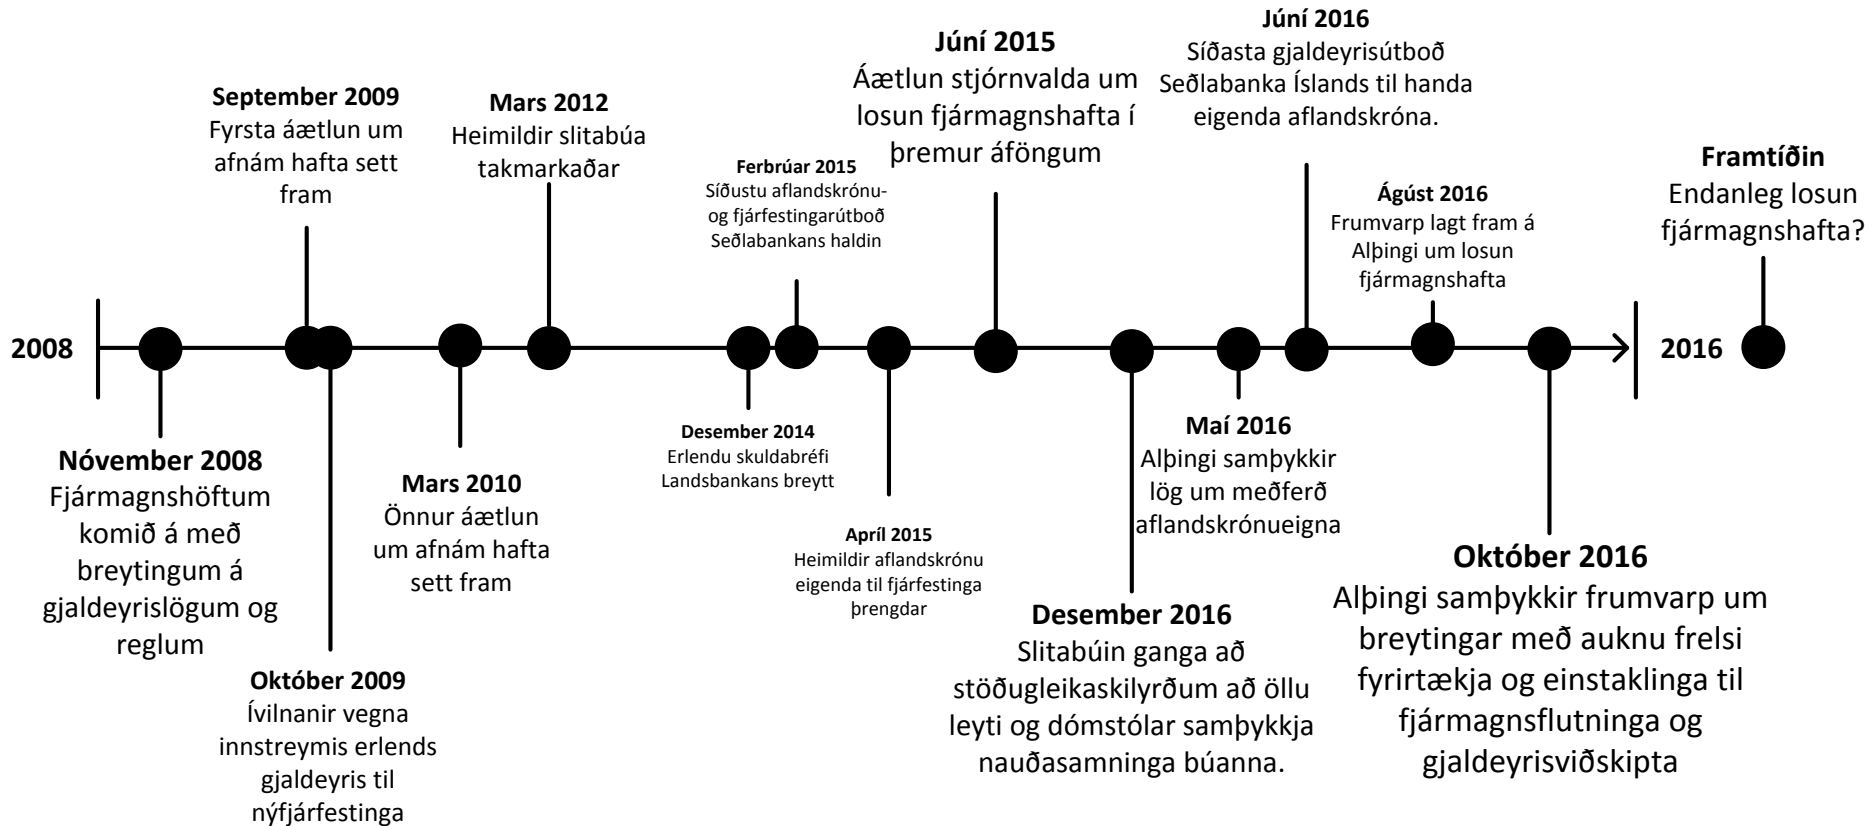 2008
Nóvember 2008
Fjármagnshöftum
komið á með
breytingum á
gjaldeyrislögum og
reglum
September 2009
Fyrsta áætlun um
afnám hafta sett
fram
Október 2009
Ívilnanir vegna
innstreymis erlends
gjaldeyris til
nýfjárfestinga
Mars 2010
Önnur áætlun
um afnám hafta
sett fram
Mars 2012
Heimildir slitabúa
takmarkaðar
Desember 2014
Erlendu skuldabréfi
Landsbankans breytt
Ferbrúar 2015
Síðustu aflandskrónu-
og fjárfestingarútboð
Seðlabankans haldin
Apríl 2015
Heimildir aflandskrónu
eigenda til fjárfestinga
þrengdar
Júní 2015
Áætlun stjórnvalda um
losun fjármagnshafta í
þremur áföngum
Desember 2016
Slitabúin ganga að
stöðugleikaskilyrðum að öllu
leyti og dómstólar samþykkja
nauðasamninga búanna.
Maí 2016
Alþingi samþykkir
lög um meðferð
aflandskrónueigna
Júní 2016
Síðasta gjaldeyrisútboð
Seðlabanka Íslands til handa
eigenda aflandskróna.
Ágúst 2016
Frumvarp lagt fram á
Alþingi um losun
fjármagnshafta
Október 2016
Alþingi samþykkir frumvarp um
breytingar með auknu frelsi
fyrirtækja og einstaklinga til
fjármagnsflutninga og
gjaldeyrisviðskipta
2016
Framtíðin
Endanleg losun
fjármagnshafta?